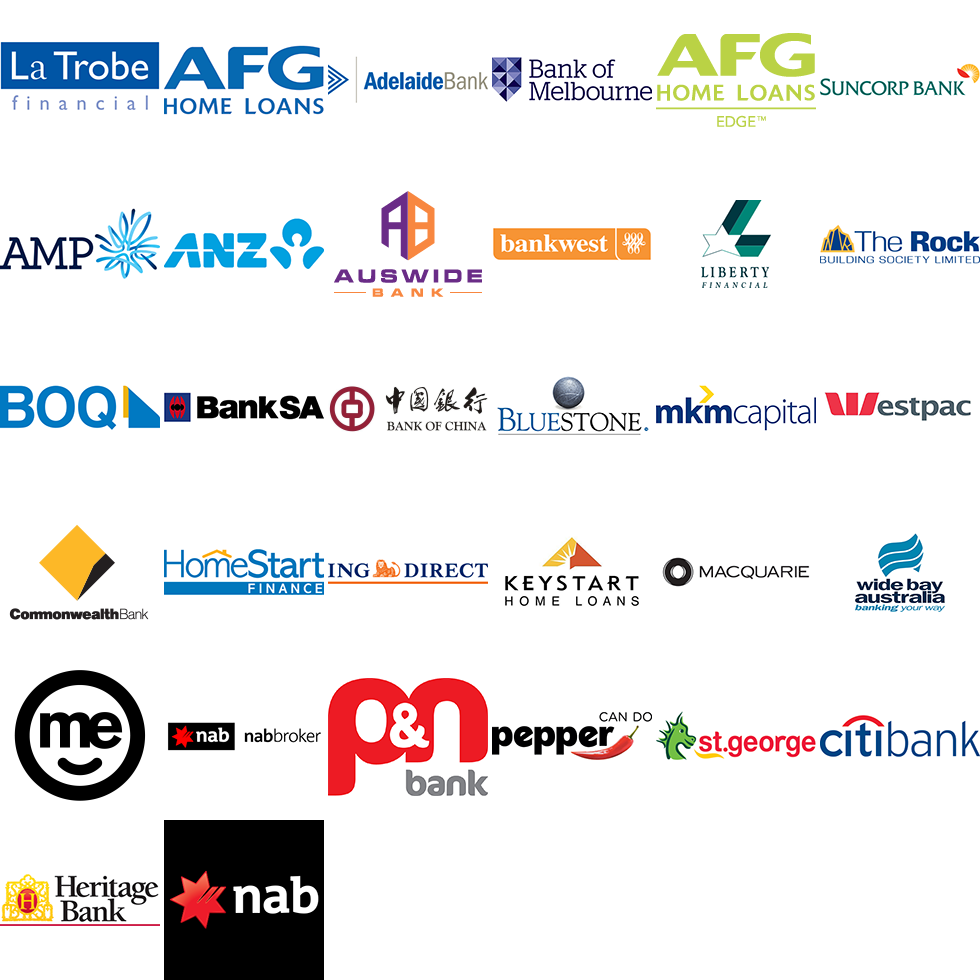 La Trobe
financial
AFG
HOME LOANS
AdelaideBank
Bank of
Melbourne
AFG
HOME LOANS
EDGE™
SUNCORP BANK
AMP
ANZ
AB
AUSWIDE
BANK
bankwest
LIBERTY
FINANCIAL
The Rock
BUILDING SOCIETY LIMITED
BOQ
BankSA
中國銀行
BANK OF CHINA
BLUESTONE
mkmcapital
Westpac
CommonwealthBank
HomeStart
FINANCE
ING DIRECT
KEYSTART
HOME LOANS
MACQUARIE
wide bay
australia
banking your way
me
nab nabbroker
p&n
bank
CAN DO
pepper
st.george
citibank
H
Heritage
Bank
nab